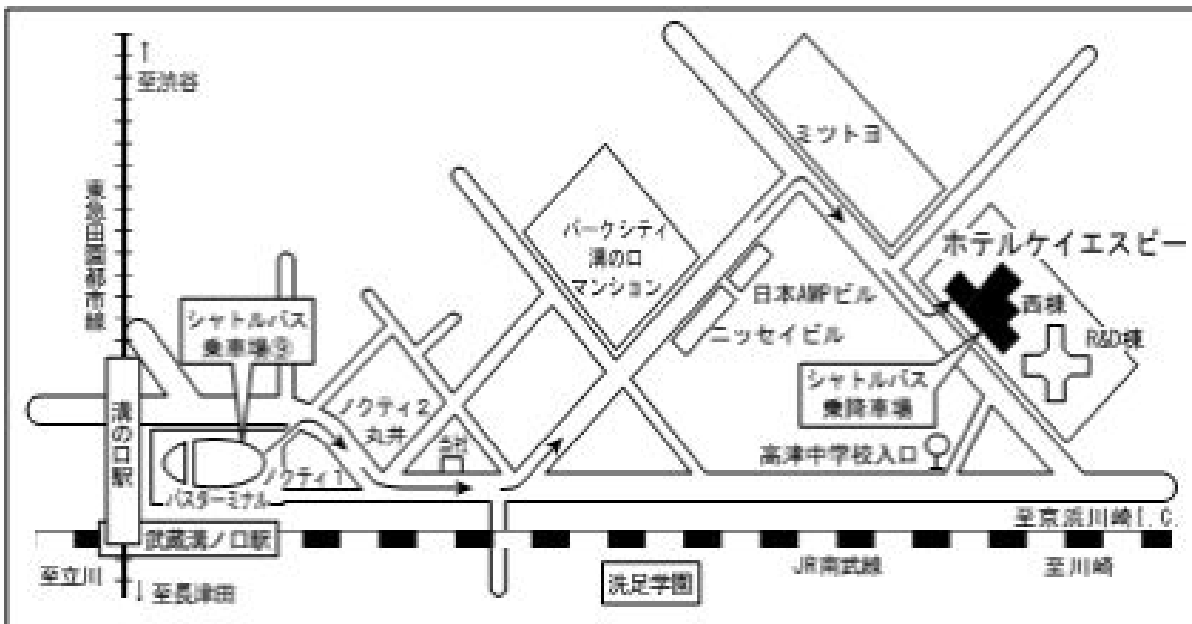 至渋谷
東急田園都市線
ミツトヨ
パークシティ
溝の口
マンション
ホテルケイエスピー
西棟
R&D棟
日本AMPビル
ニッセイビル
シャトルバス
乗車場⑨
シャトルバス
乗降車場
溝の口駅
ノクティ2
丸井
ノクティ1
バスターミナル
高津中学校入口
至京浜川崎I.C.
武蔵溝ノ口駅
JR南武線
至川崎
至立川
至長津田
洗足学園